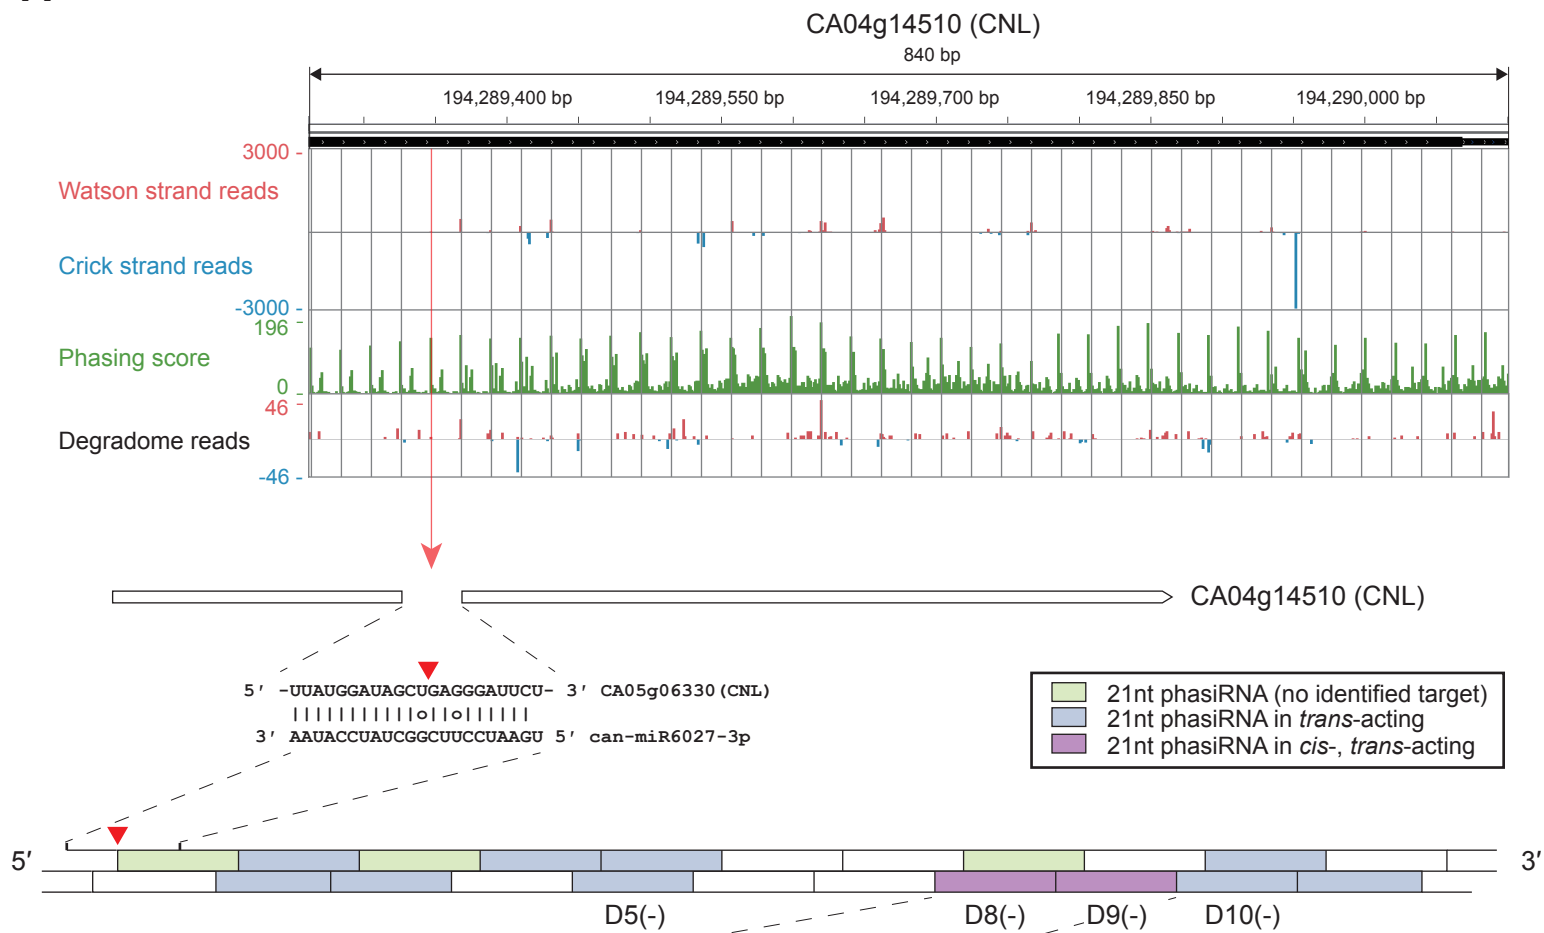 CA04g14510 (CNL)
840 bp
194,289,400 bp 194,289,550 bp 194,289,700 bp 194,289,850 bp 194,290,000 bp
3000 -
Watson strand reads
Crick strand reads
-3000 -
196 -
Phasing score
0 -
46 -
Degradome reads
-46 -
CA04g14510 (CNL)
5′ -UUAUGGAUAGCUGAGGGAUUCU- 3′ CA05g06330(CNL)
3′ AAUACCUAUCGGCUUCCUAAGU 5′ can-miR6027-3p
21nt phasiRNA (no identified target)
21nt phasiRNA in trans-acting
21nt phasiRNA in cis-, trans-acting
5′ 3′
D5(-) D8(-) D9(-) D10(-)